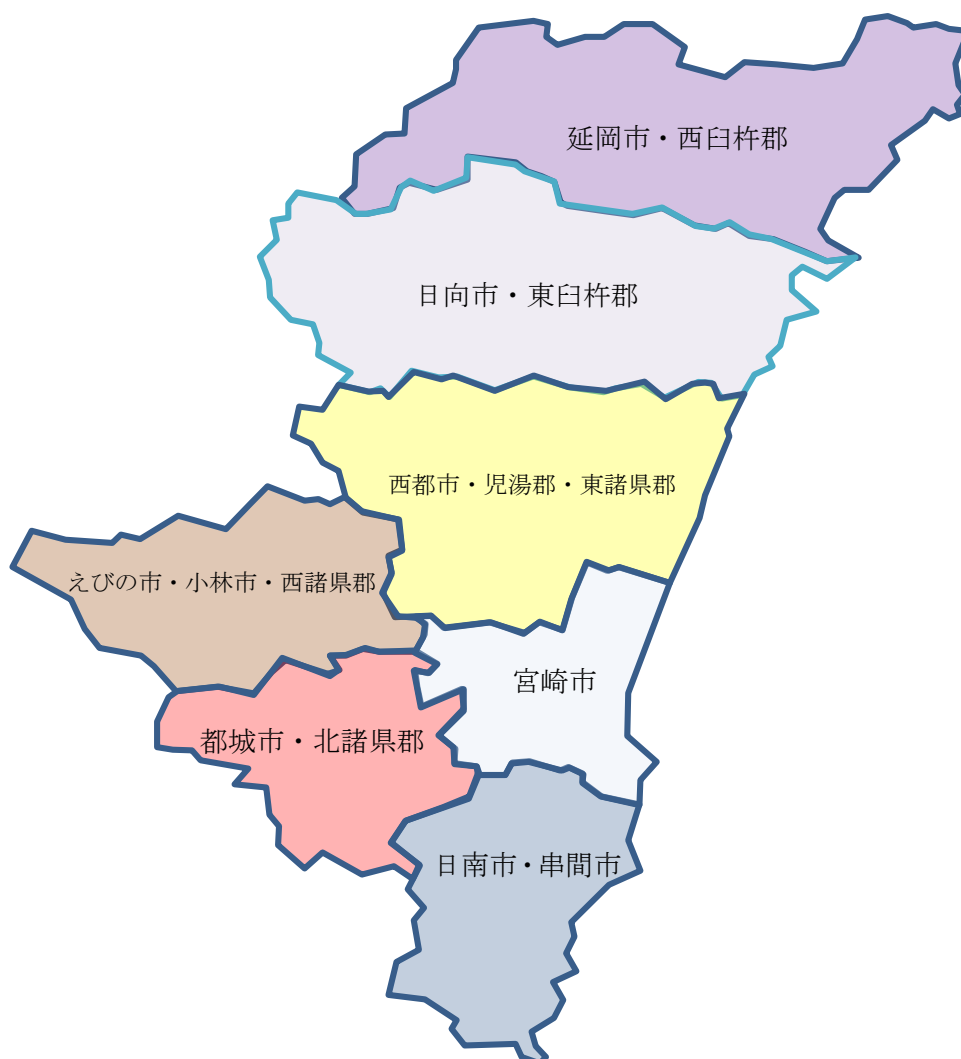 延岡市・西臼杵郡
日向市・東臼杵郡
西都市・児湯郡・東諸県郡
えびの市・小林市・西諸県郡
宮崎市
都城市・北諸県郡
日南市・串間市